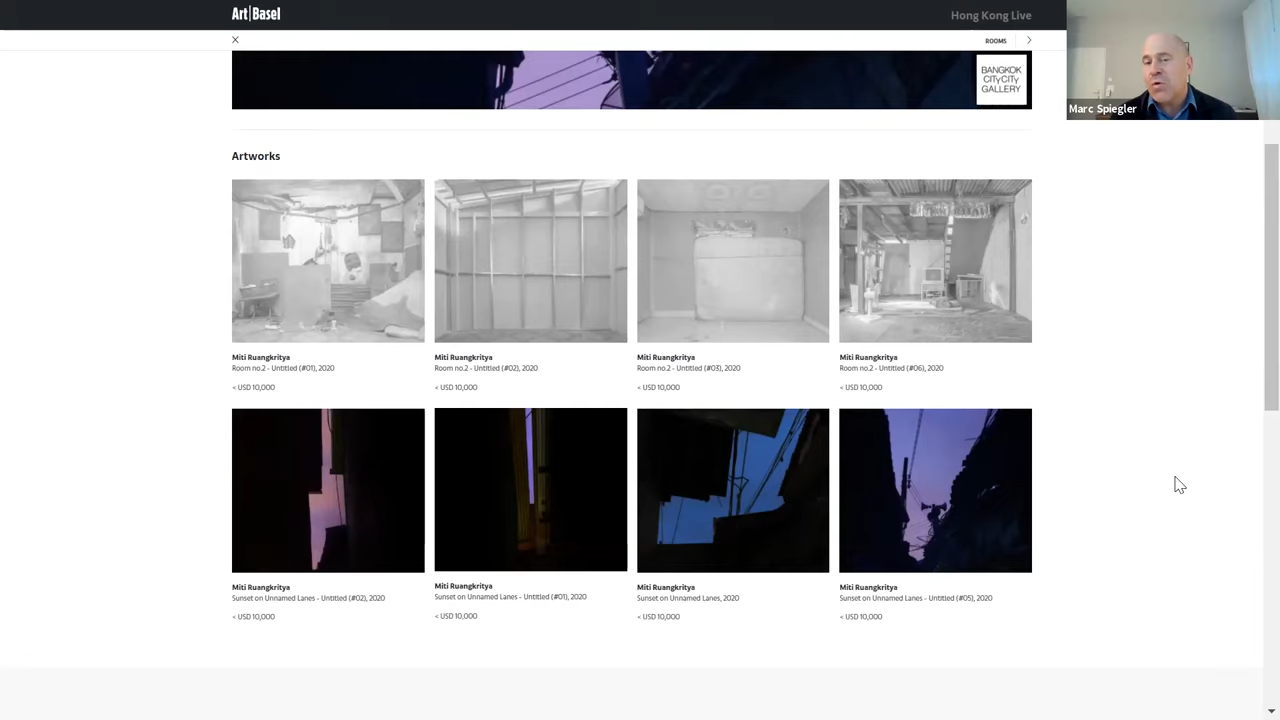 Art|Basel
Hong Kong Live
ROOMS
BANGKOK
CITYCITY
GALLERY
Marc Spiegler
Artworks
Miti Ruangkritya
Room no.2 - Untitled (#01), 2020
< USD 10,000
Miti Ruangkritya
Room no.2 - Untitled (#02), 2020
< USD 10,000
Miti Ruangkritya
Room no.2 - Untitled (#03), 2020
< USD 10,000
Miti Ruangkritya
Room no.2 - Untitled (#06), 2020
< USD 10,000
Miti Ruangkritya
Sunset on Unnamed Lanes - Untitled (#02), 2020
< USD 10,000
Miti Ruangkritya
Sunset on Unnamed Lanes - Untitled (#01), 2020
< USD 10,000
Miti Ruangkritya
Sunset on Unnamed Lanes, 2020
< USD 10,000
Miti Ruangkritya
Sunset on Unnamed Lanes - Untitled (#05), 2020
< USD 10,000